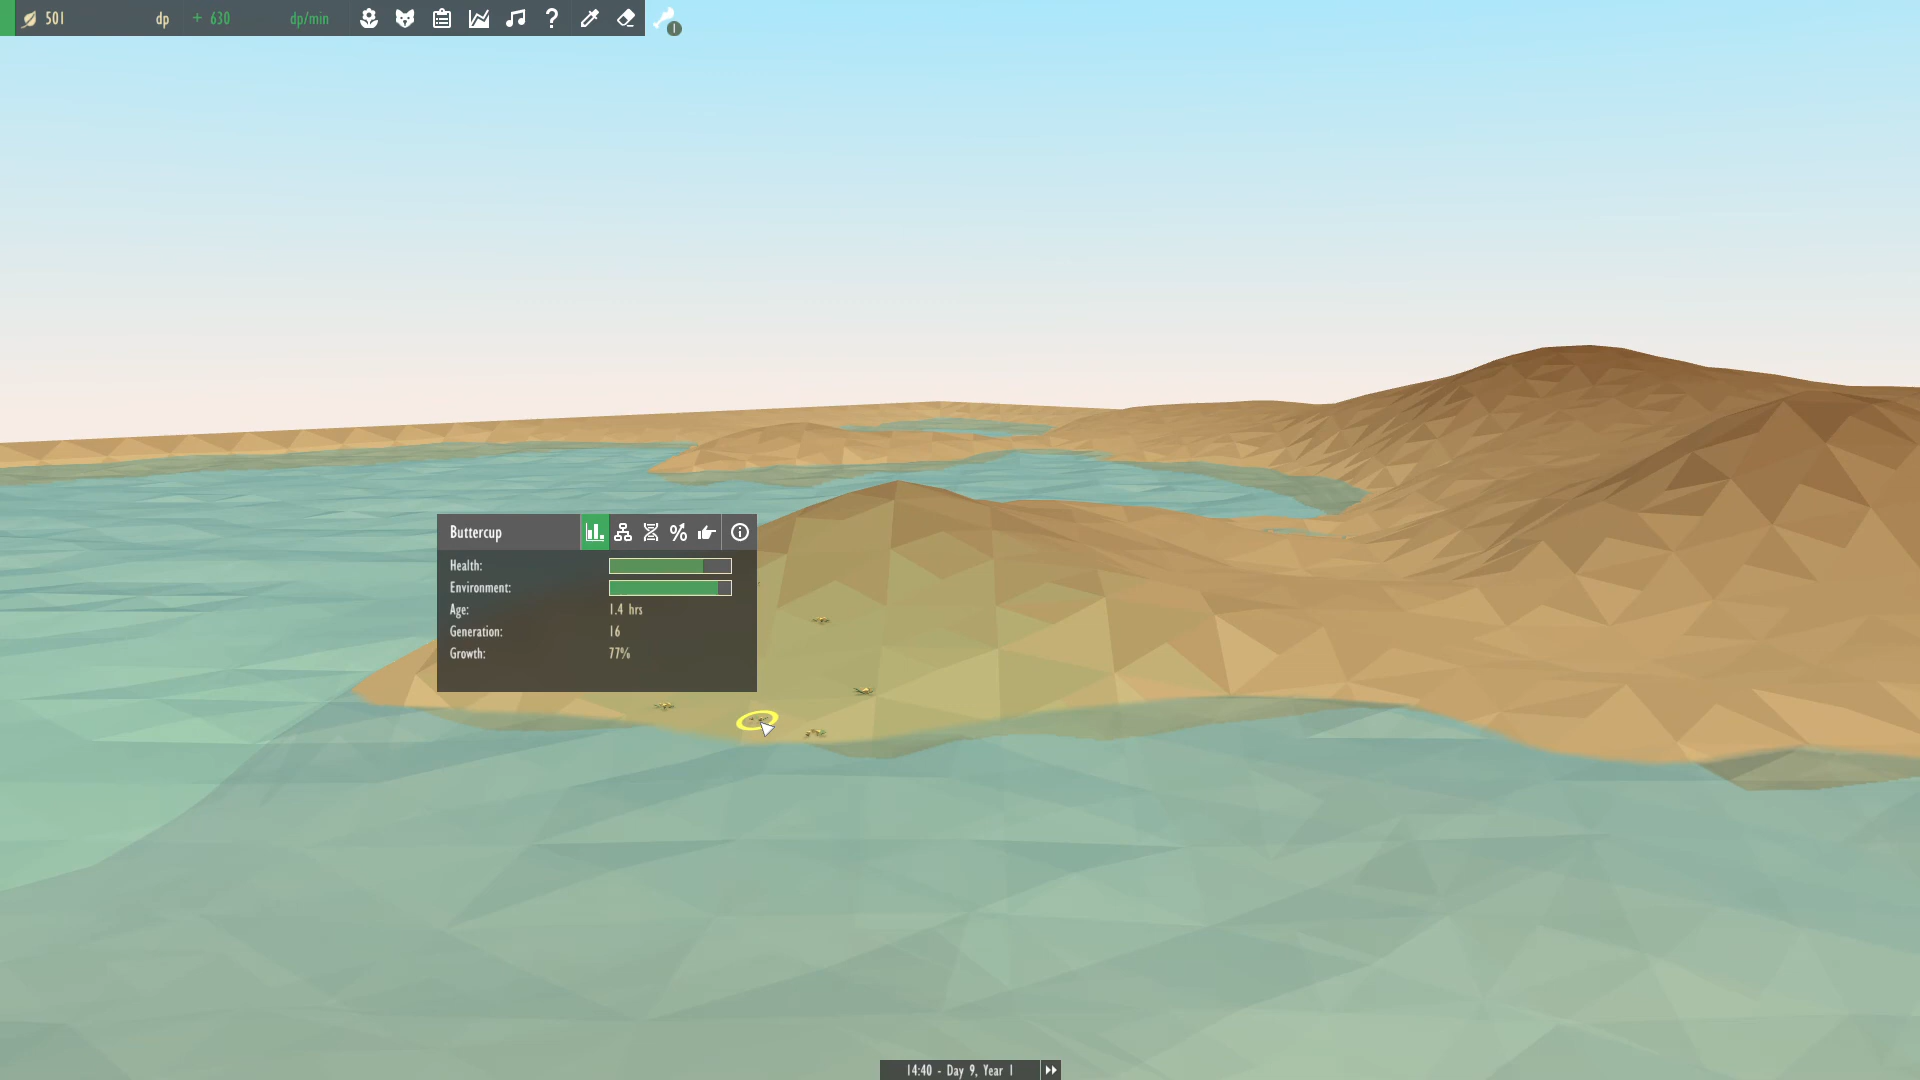 501 dp + 630 dp/min
Buttercup
Health:
Environment:
Age: 1.4 hrs
Generation: 16
Growth: 77%
14:40 - Day 9, Year 1